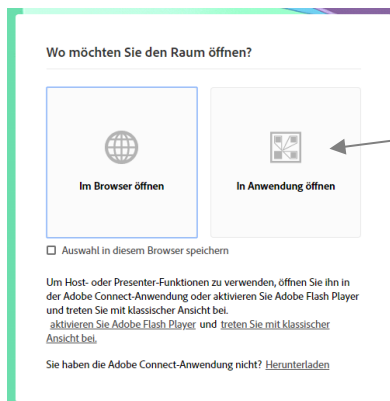 Wo möchten Sie den Raum öffnen?
Im Browser öffnen
In Anwendung öffnen
Auswahl in diesem Browser speichern
Um Host- oder Presenter-Funktionen zu verwenden, öffnen Sie ihn in
der Adobe Connect-Anwendung oder aktivieren Sie Adobe Flash Player
und treten Sie mit klassischer Ansicht bei.
aktivieren Sie Adobe Flash Player und treten Sie mit klassischer
Ansicht bei.
Sie haben die Adobe Connect-Anwendung nicht? Herunterladen